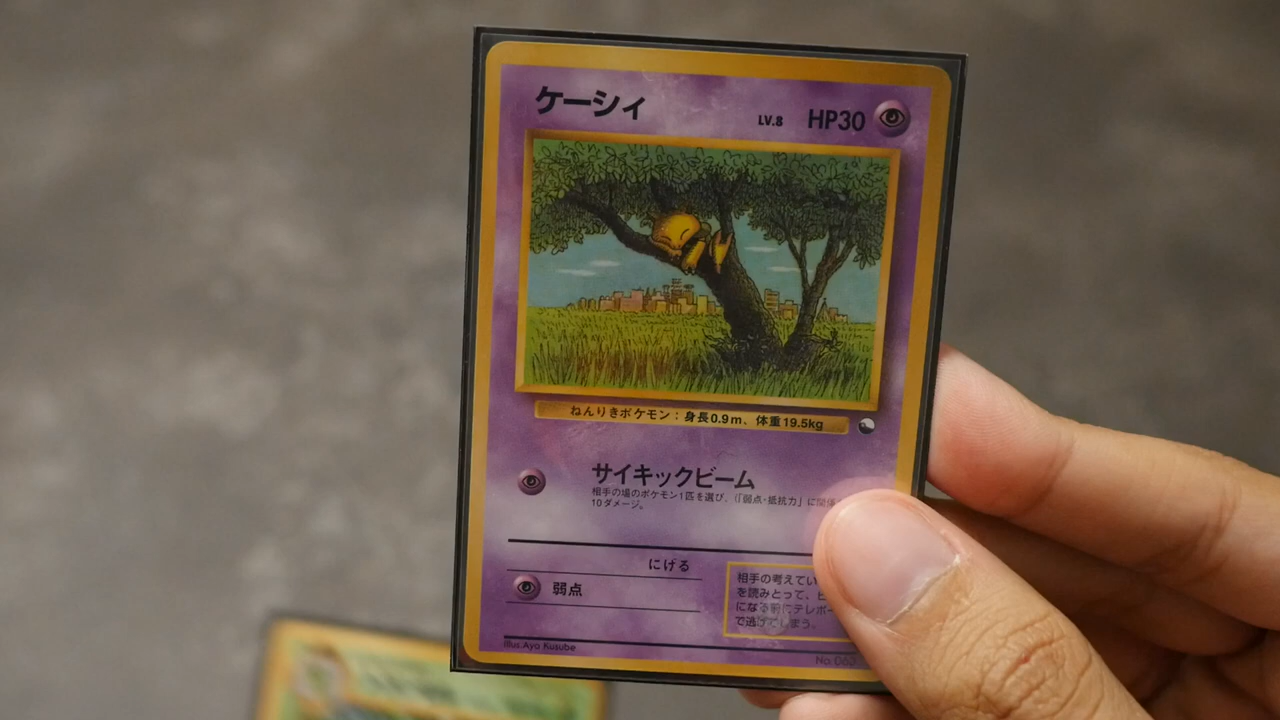 ケーシィ LV.8 HP30
ねんりきポケモン：身長0.9m、体重19.5kg
サイキックビーム
相手の場のポケモン1匹を選び、（「弱点・抵抗力」に関係
10ダメージ。
にげる
弱点
相手の考えてい
を読みとって、
になる前にテレポー
で逃げてしまう。
Illus.Ayo Kusube
No.063